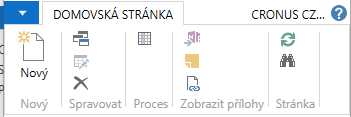 DOMOVSKÁ STRÁNKA CRONUS CZ...
Nový
Nový Spravovat Proces Zobrazit přílohy Stránka